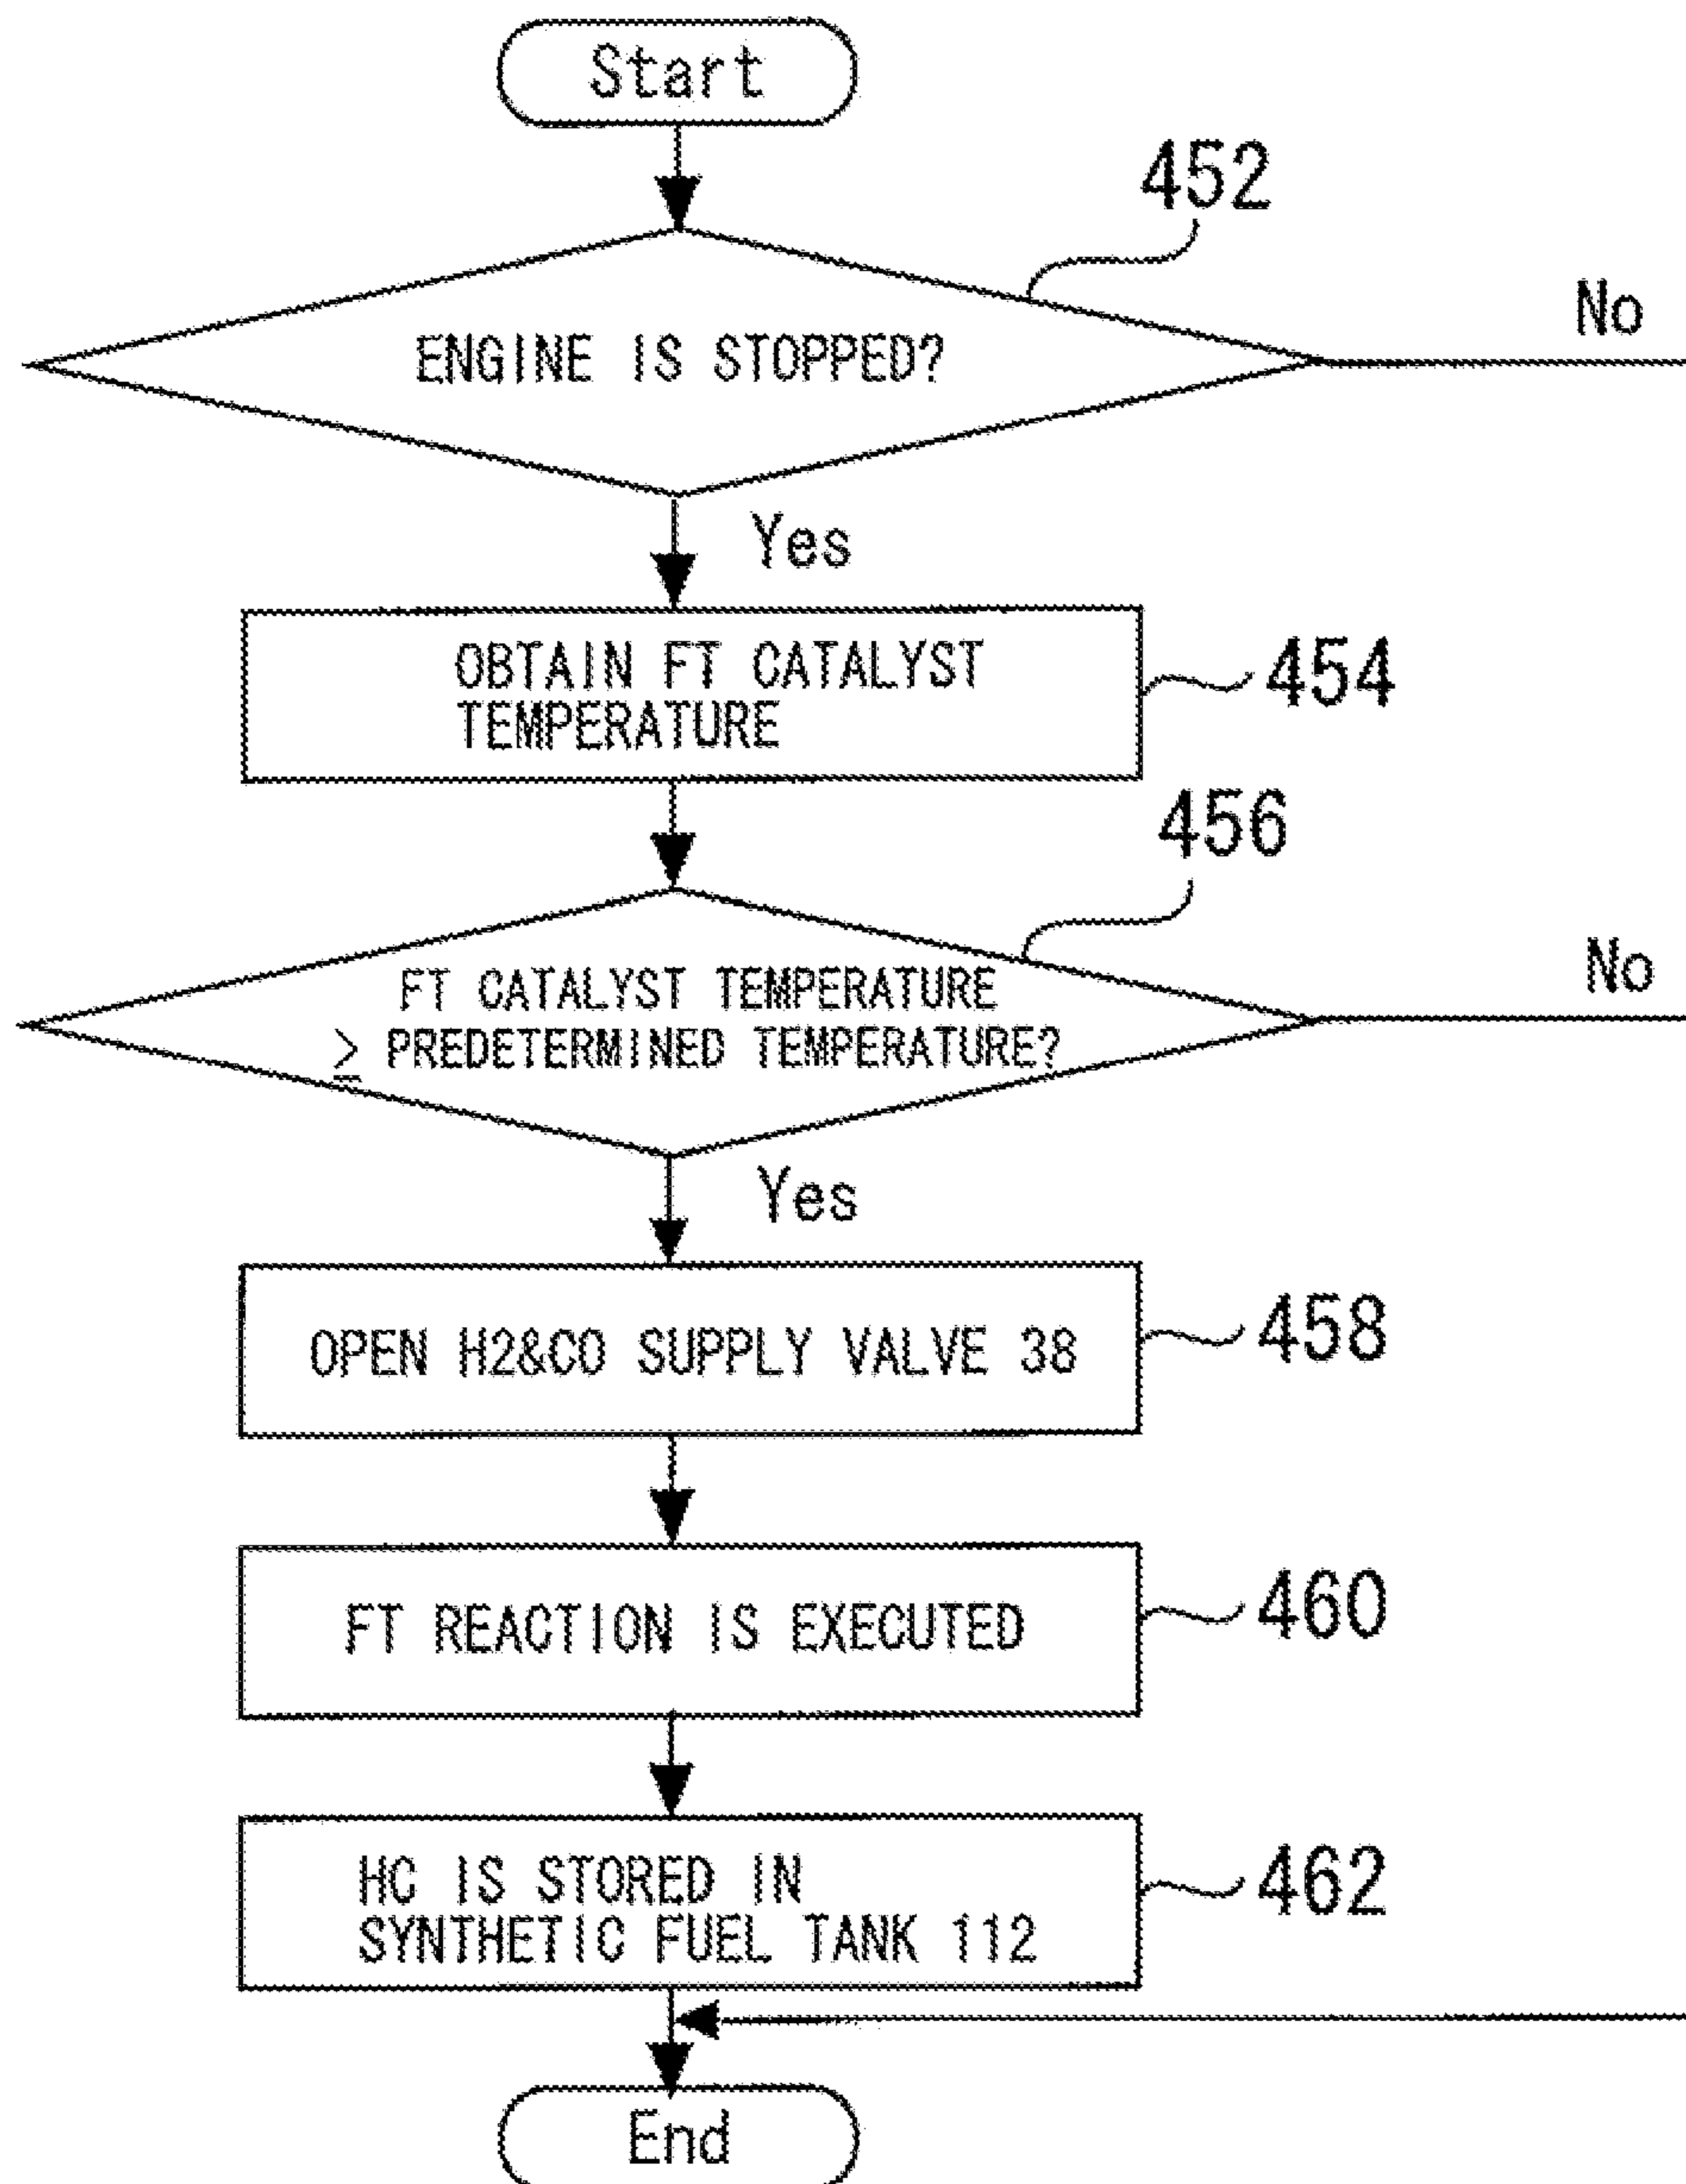 Start
452
ENGINE IS STOPPED?
No
Yes
OBTAIN FT CATALYST
TEMPERATURE
454
456
FT CATALYST TEMPERATURE
≥ PREDETERMINED TEMPERATURE?
No
Yes
OPEN H2&CO SUPPLY VALVE 38
458
FT REACTION IS EXECUTED
460
HC IS STORED IN
SYNTHETIC FUEL TANK 112
462
End